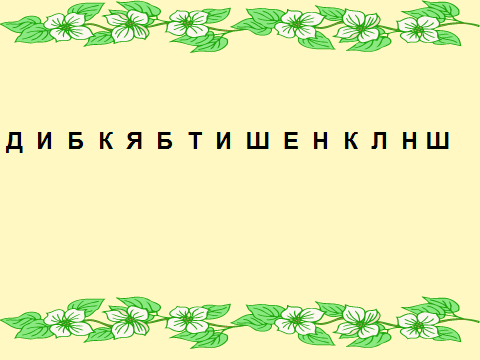 Д И Б К Я Б Т И Ш Е Н К Л Н Ш